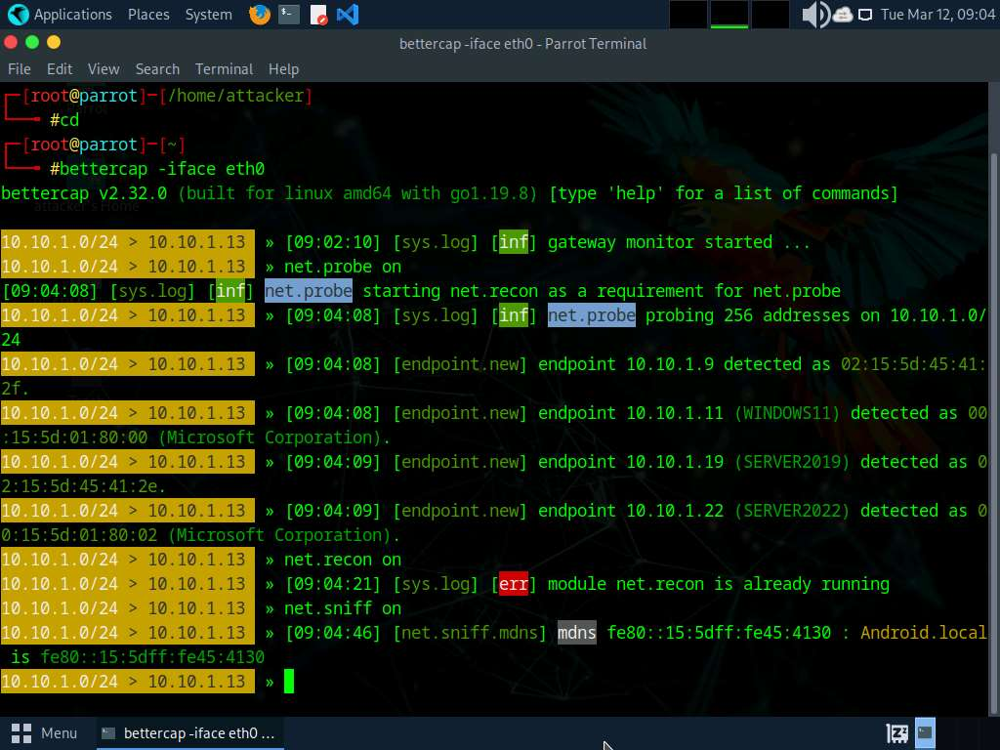 Applications Places System Tue Mar 12, 09:04
bettercap -iface eth0 - Parrot Terminal
File Edit View Search Terminal Help
┌─[root@parrot]─[/home/attacker]
└──╼ #cd
┌─[root@parrot]─[~]
└──╼ #bettercap -iface eth0
bettercap v2.32.0 (built for linux amd64 with go1.19.8) [type 'help' for a list of commands]
attacker's Home
10.10.1.0/24 > 10.10.1.13 » [09:02:10] [sys.log] [inf] gateway monitor started ...
10.10.1.0/24 > 10.10.1.13 » net.probe on
[09:04:08] [sys.log] [inf] net.probe starting net.recon as a requirement for net.probe
10.10.1.0/24 > 10.10.1.13 » [09:04:08] [sys.log] [inf] net.probe probing 256 addresses on 10.10.1.0/
24
10.10.1.0/24 > 10.10.1.13 » [09:04:08] [endpoint.new] endpoint 10.10.1.9 detected as 02:15:5d:45:41:
2f.
10.10.1.0/24 > 10.10.1.13 » [09:04:08] [endpoint.new] endpoint 10.10.1.11 (WINDOWS11) detected as 00
:15:5d:01:80:00 (Microsoft Corporation).
10.10.1.0/24 > 10.10.1.13 » [09:04:09] [endpoint.new] endpoint 10.10.1.19 (SERVER2019) detected as 0
2:15:5d:45:41:2e.
10.10.1.0/24 > 10.10.1.13 » [09:04:09] [endpoint.new] endpoint 10.10.1.22 (SERVER2022) detected as 0
0:15:5d:01:80:02 (Microsoft Corporation).
10.10.1.0/24 > 10.10.1.13 » net.recon on
10.10.1.0/24 > 10.10.1.13 » [09:04:21] [sys.log] [err] module net.recon is already running
10.10.1.0/24 > 10.10.1.13 » net.sniff on
10.10.1.0/24 > 10.10.1.13 » [09:04:46] [net.sniff.mdns] mdns fe80::15:5dff:fe45:4130 : Android.local
is fe80::15:5dff:fe45:4130
10.10.1.0/24 > 10.10.1.13 »
Menu bettercap -iface eth0 ...